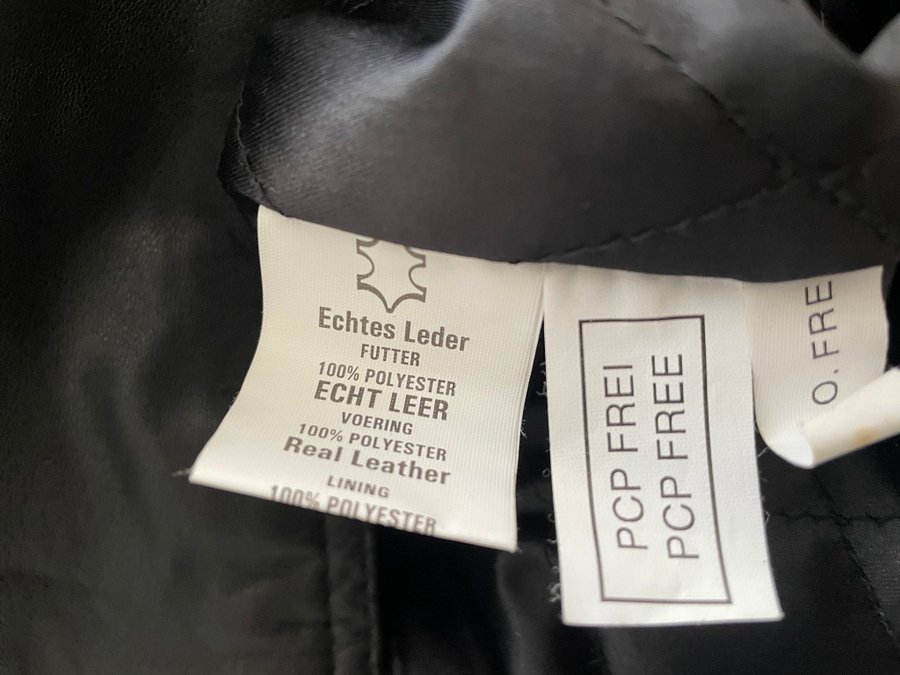 Echtes Leder
FUTTER
100% POLYESTER
ECHT LEER
VOERING
100% POLYESTER
Real Leather
LINING
100% POLYESTER
PCP FREI
PCP FREE
O. FRE